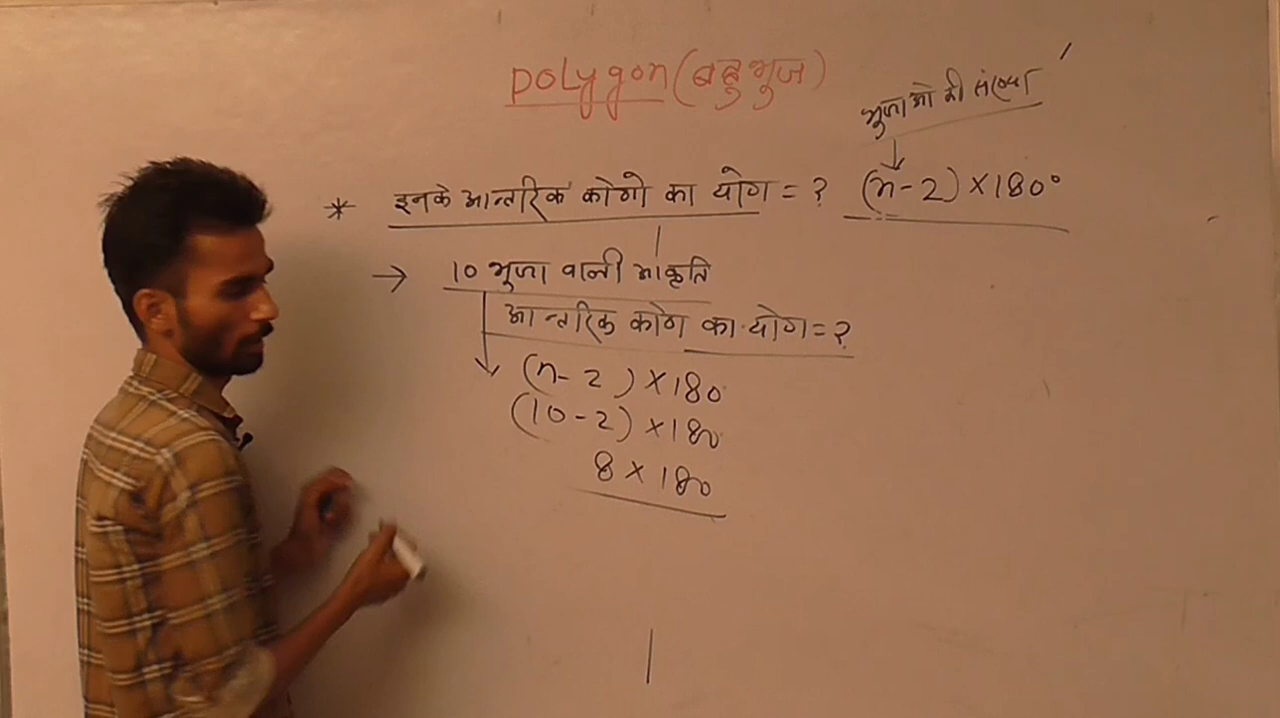 polygon (बहुभुज)
भुजाओ की संख्या
* इनके आन्तरिक कोणो का योग = ? (n-2)×180°
→ 10 भुजा वाली आकृति
आन्तरिक कोण का योग = ?
(n-2)×180
(10-2)×180
8×180